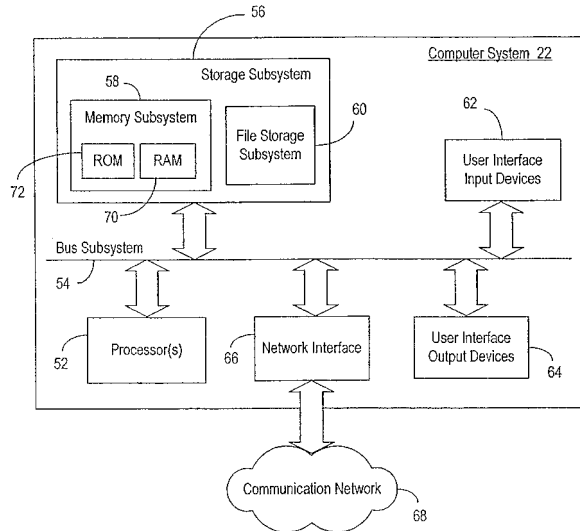 56
Computer System 22
Storage Subsystem
58
Memory Subsystem
60
62
File Storage
Subsystem
ROM
RAM
User Interface
Input Devices
72
70
Bus Subsystem
54
Processor(s)
Network Interface
User Interface
Output Devices
52
66
64
Communication Network
68